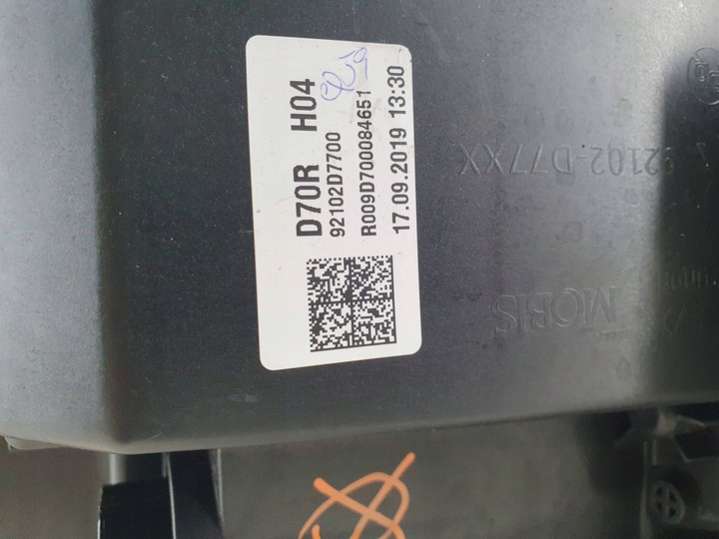 D70R H04
92102D7700
R009D700084651
17.09.2019 13:30
92102-D77XX
MOBIS